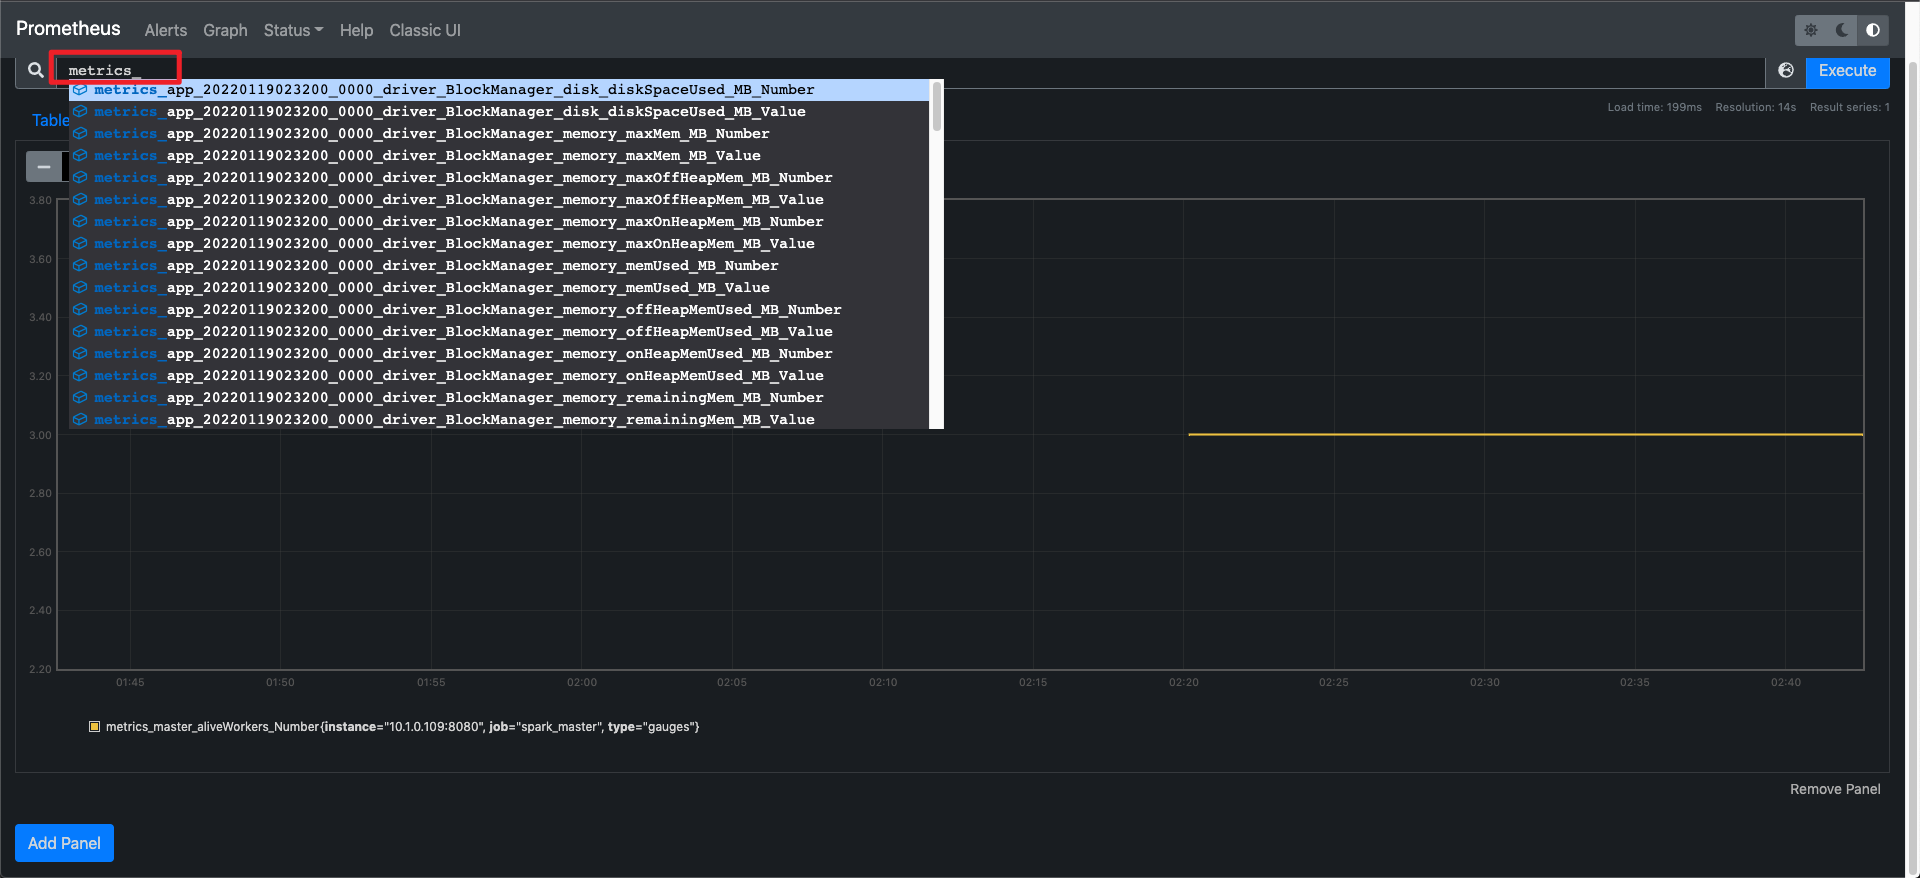 Prometheus Alerts Graph Status Help Classic UI
metrics_ Execute
Load time: 199ms Resolution: 14s Result series: 1
Table
metrics_app_20220119023200_0000_driver_BlockManager_disk_diskSpaceUsed_MB_Number
metrics_app_20220119023200_0000_driver_BlockManager_disk_diskSpaceUsed_MB_Value
metrics_app_20220119023200_0000_driver_BlockManager_memory_maxMem_MB_Number
metrics_app_20220119023200_0000_driver_BlockManager_memory_maxMem_MB_Value
metrics_app_20220119023200_0000_driver_BlockManager_memory_maxOffHeapMem_MB_Number
metrics_app_20220119023200_0000_driver_BlockManager_memory_maxOffHeapMem_MB_Value
metrics_app_20220119023200_0000_driver_BlockManager_memory_maxOnHeapMem_MB_Number
metrics_app_20220119023200_0000_driver_BlockManager_memory_maxOnHeapMem_MB_Value
metrics_app_20220119023200_0000_driver_BlockManager_memory_memUsed_MB_Number
metrics_app_20220119023200_0000_driver_BlockManager_memory_memUsed_MB_Value
metrics_app_20220119023200_0000_driver_BlockManager_memory_offHeapMemUsed_MB_Number
metrics_app_20220119023200_0000_driver_BlockManager_memory_offHeapMemUsed_MB_Value
metrics_app_20220119023200_0000_driver_BlockManager_memory_onHeapMemUsed_MB_Number
metrics_app_20220119023200_0000_driver_BlockManager_memory_onHeapMemUsed_MB_Value
metrics_app_20220119023200_0000_driver_BlockManager_memory_remainingMem_MB_Number
metrics_app_20220119023200_0000_driver_BlockManager_memory_remainingMem_MB_Value
3.80
3.60
3.40
3.20
3.00
2.80
2.60
2.40
2.20
01:45 01:50 01:55 02:00 02:05 02:10 02:15 02:20 02:25 02:30 02:35 02:40
metrics_master_aliveWorkers_Number{instance="10.1.0.109:8080", job="spark_master", type="gauges"}
Remove Panel
Add Panel